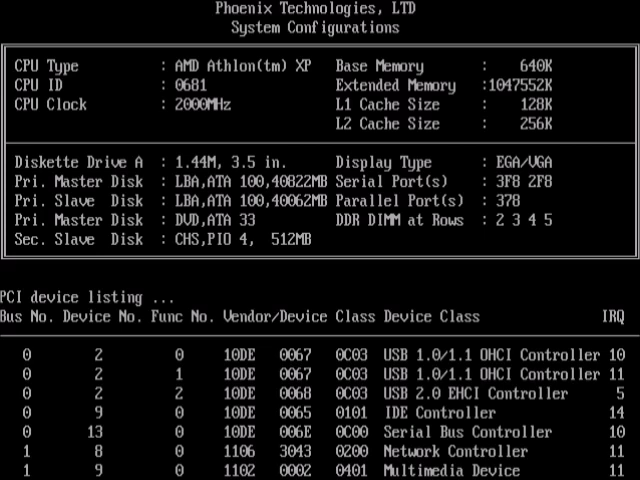 Phoenix Technologies, LTD
System Configurations
CPU Type : AMD Athlon(tm) XP Base Memory : 640K
CPU ID : 0681 Extended Memory :1047552K
CPU Clock : 2000MHz L1 Cache Size : 128K
L2 Cache Size : 256K
Diskette Drive A : 1.44M, 3.5 in. Display Type : EGA/VGA
Pri. Master Disk : LBA,ATA 100,40822MB Serial Port(s) : 3F8 2F8
Pri. Slave Disk : LBA,ATA 100,40062MB Parallel Port(s) : 378
Pri. Master Disk : DVD,ATA 33 DDR DIMM at Rows : 2 3 4 5
Sec. Slave Disk : CHS,PIO 4, 512MB
PCI device listing ...
Bus No. Device No. Func No. Vendor/Device Class Device Class IRQ
0 2 0 10DE 0067 0C03 USB 1.0/1.1 OHCI Controller 10
0 2 1 10DE 0067 0C03 USB 1.0/1.1 OHCI Controller 11
0 2 2 10DE 0068 0C03 USB 2.0 EHCI Controller 5
0 9 0 10DE 0065 0101 IDE Controller 14
0 13 0 10DE 006E 0C00 Serial Bus Controller 10
1 8 0 1106 3043 0200 Network Controller 11
1 9 0 1102 0002 0401 Multimedia Device 11